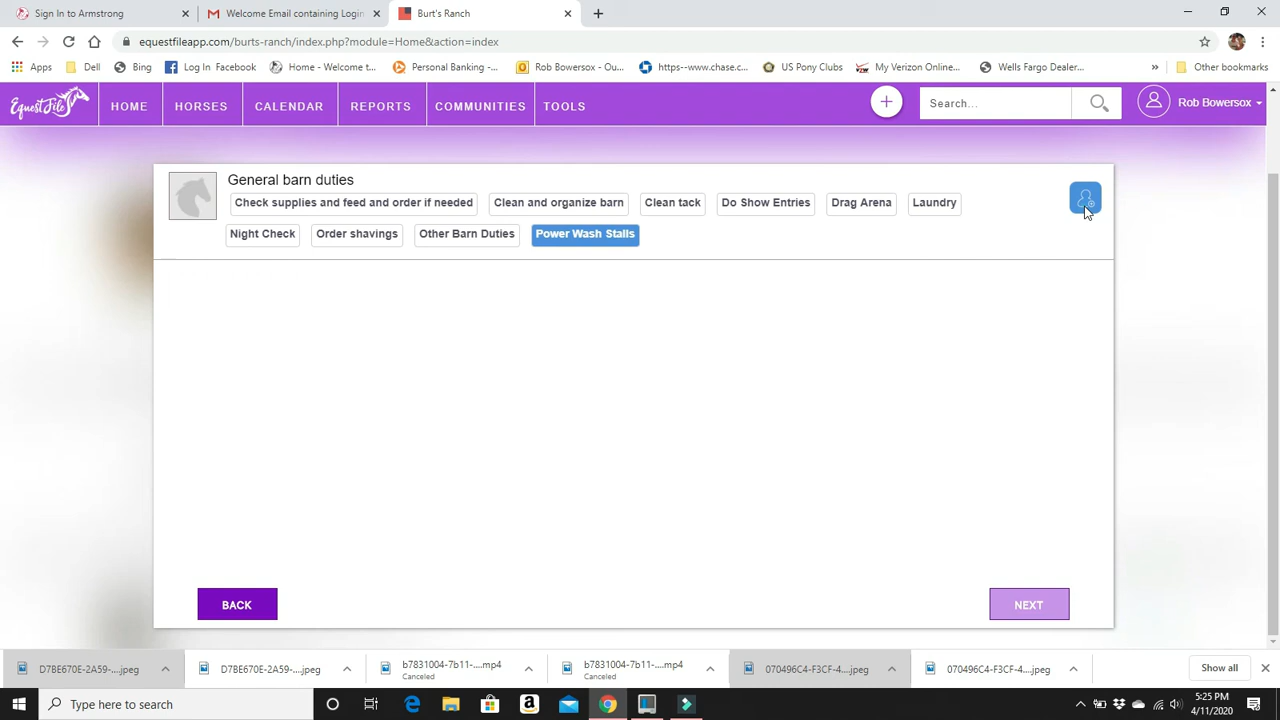 Sign In to Armstrong
Welcome Email containing Login
Burt's Ranch
equestfileapp.com/burts-ranch/index.php?module=Home&action=index
Apps Dell Bing Log In Facebook Home - Welcome t... Personal Banking -... Rob Bowersox - Ou... https--www.chase.c... US Pony Clubs My Verizon Online... Wells Fargo Dealer... » Other bookmarks
EquestFile HOME HORSES CALENDAR REPORTS COMMUNITIES TOOLS + Search... Rob Bowersox
General barn duties
Check supplies and feed and order if needed Clean and organize barn Clean tack Do Show Entries Drag Arena Laundry
Night Check Order shavings Other Barn Duties Power Wash Stalls
BACK NEXT
D7BE670E-2A59-....jpeg D7BE670E-2A59-....jpeg b7831004-7b11-....mp4 b7831004-7b11-....mp4 070496C4-F3CF-4....jpeg 070496C4-F3CF-4....jpeg Show all
Canceled Canceled
Type here to search
5:25 PM
4/11/2020